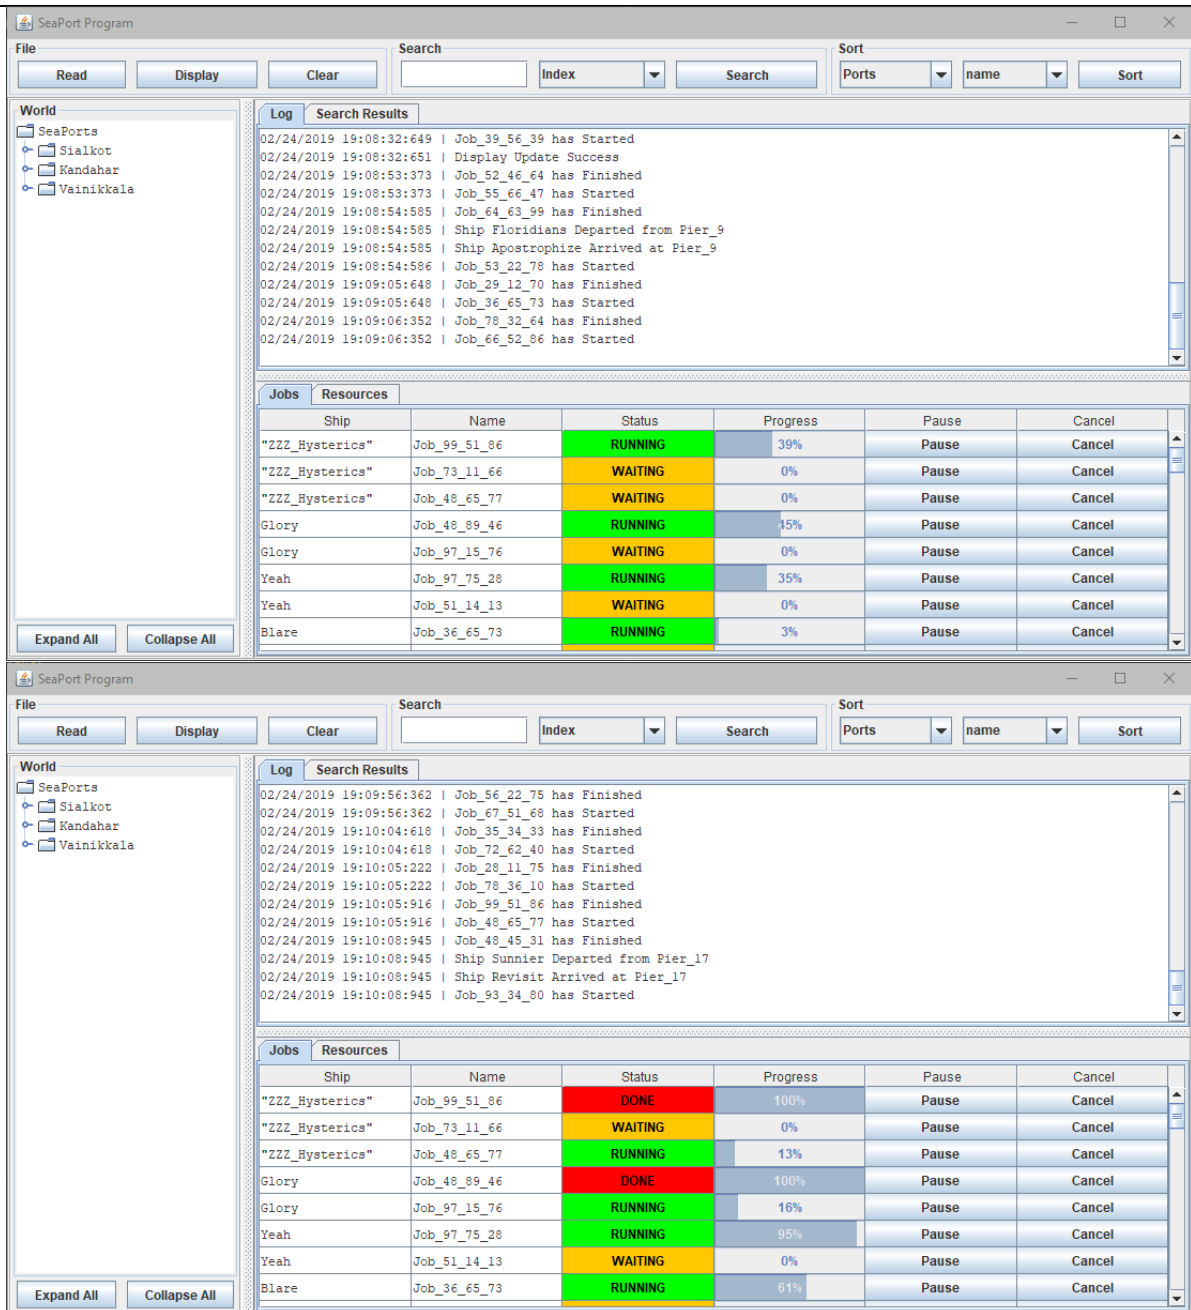 SeaPort Program
File Search Sort
Read Display Clear Index Search Ports name Sort
World
SeaPorts
Sialkot
Kandahar
Vainikkala
Expand All Collapse All
Log Search Results
02/24/2019 19:08:32:649 | Job_39_56_39 has Started
02/24/2019 19:08:32:651 | Display Update Success
02/24/2019 19:08:53:373 | Job_52_46_64 has Finished
02/24/2019 19:08:53:373 | Job_55_66_47 has Started
02/24/2019 19:08:54:585 | Job_64_63_99 has Finished
02/24/2019 19:08:54:585 | Ship Floridians Departed from Pier_9
02/24/2019 19:08:54:585 | Ship Apostrophize Arrived at Pier_9
02/24/2019 19:08:54:586 | Job_53_22_78 has Started
02/24/2019 19:09:05:648 | Job_29_12_70 has Finished
02/24/2019 19:09:05:648 | Job_36_65_73 has Started
02/24/2019 19:09:06:352 | Job_78_32_64 has Finished
02/24/2019 19:09:06:352 | Job_66_52_86 has Started
Jobs Resources
Ship Name Status Progress Pause Cancel
"ZZZ_Hysterics" Job_99_51_86 RUNNING 39% Pause Cancel
"ZZZ_Hysterics" Job_73_11_66 WAITING 0% Pause Cancel
"ZZZ_Hysterics" Job_48_65_77 WAITING 0% Pause Cancel
Glory Job_48_89_46 RUNNING 45% Pause Cancel
Glory Job_97_15_76 WAITING 0% Pause Cancel
Yeah Job_97_75_28 RUNNING 35% Pause Cancel
Yeah Job_51_14_13 WAITING 0% Pause Cancel
Blare Job_36_65_73 RUNNING 3% Pause Cancel
SeaPort Program
File Search Sort
Read Display Clear Index Search Ports name Sort
World
SeaPorts
Sialkot
Kandahar
Vainikkala
Expand All Collapse All
Log Search Results
02/24/2019 19:09:56:362 | Job_56_22_75 has Finished
02/24/2019 19:09:56:362 | Job_67_51_68 has Started
02/24/2019 19:10:04:618 | Job_35_34_33 has Finished
02/24/2019 19:10:04:618 | Job_72_62_40 has Started
02/24/2019 19:10:05:222 | Job_28_11_75 has Finished
02/24/2019 19:10:05:222 | Job_78_36_10 has Started
02/24/2019 19:10:05:916 | Job_99_51_86 has Finished
02/24/2019 19:10:05:916 | Job_48_65_77 has Started
02/24/2019 19:10:08:945 | Job_48_45_31 has Finished
02/24/2019 19:10:08:945 | Ship Sunnier Departed from Pier_17
02/24/2019 19:10:08:945 | Ship Revisit Arrived at Pier_17
02/24/2019 19:10:08:945 | Job_93_34_80 has Started
Jobs Resources
Ship Name Status Progress Pause Cancel
"ZZZ_Hysterics" Job_99_51_86 DONE 100% Pause Cancel
"ZZZ_Hysterics" Job_73_11_66 WAITING 0% Pause Cancel
"ZZZ_Hysterics" Job_48_65_77 RUNNING 13% Pause Cancel
Glory Job_48_89_46 DONE 100% Pause Cancel
Glory Job_97_15_76 RUNNING 16% Pause Cancel
Yeah Job_97_75_28 RUNNING 95% Pause Cancel
Yeah Job_51_14_13 WAITING 0% Pause Cancel
Blare Job_36_65_73 RUNNING 61% Pause Cancel